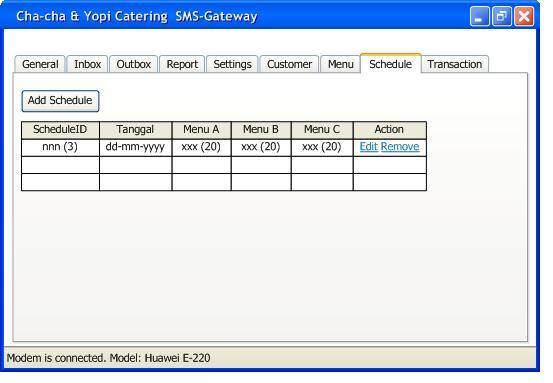 Cha-cha & Yopi Catering SMS-Gateway
General Inbox Outbox Report Settings Customer Menu Schedule Transaction
Add Schedule
ScheduleID Tanggal Menu A Menu B Menu C Action
nnn (3) dd-mm-yyyy xxx (20) xxx (20) xxx (20) Edit Remove
Modem is connected. Model: Huawei E-220